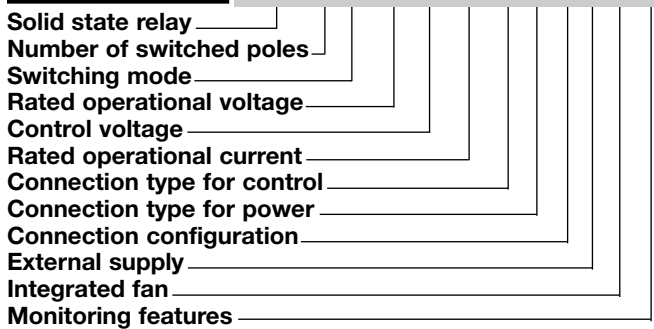 Solid state relay
Number of switched poles
Switching mode
Rated operational voltage
Control voltage
Rated operational current
Connection type for control
Connection type for power
Connection configuration
External supply
Integrated fan
Monitoring features